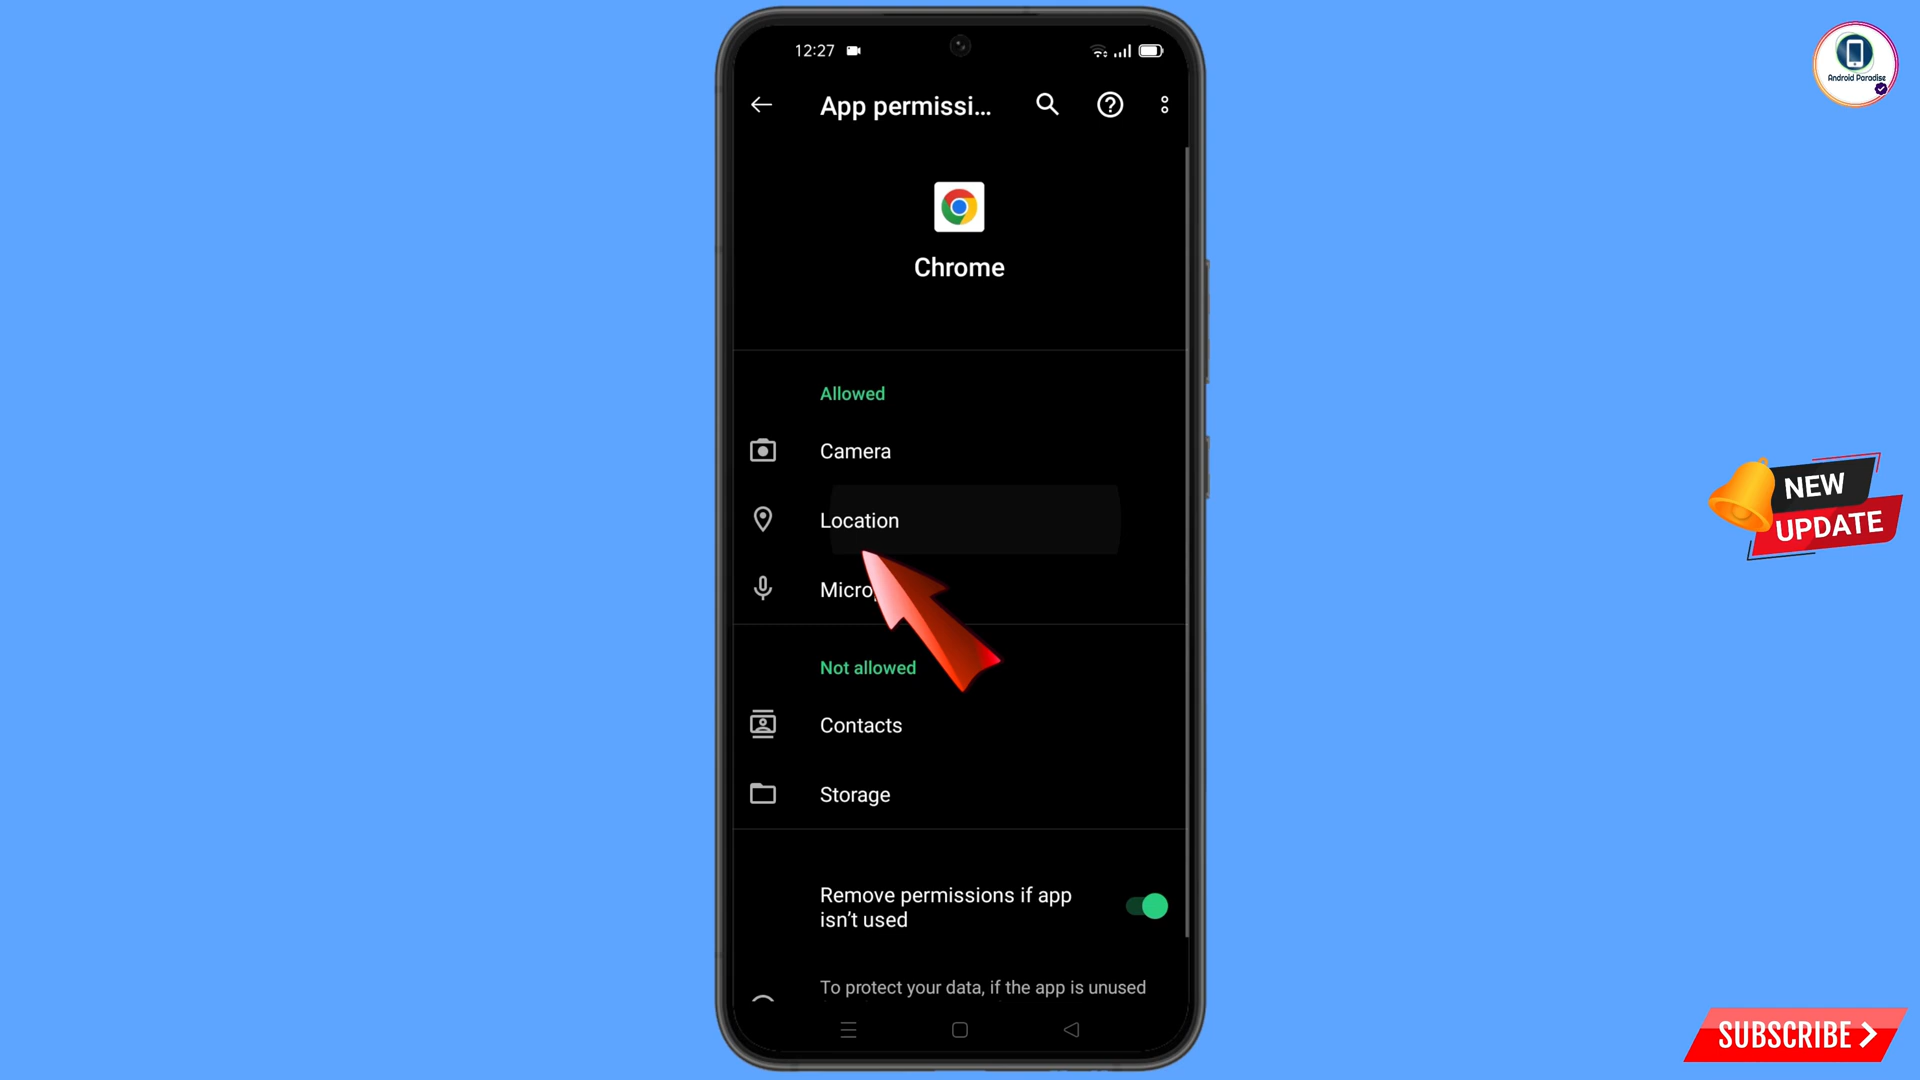 12:27
App permissi...
Android Paradise
Chrome
Allowed
Camera
Location
Micro
Not allowed
Contacts
Storage
Remove permissions if app
isn't used
To protect your data, if the app is unused
NEW
UPDATE
SUBSCRIBE